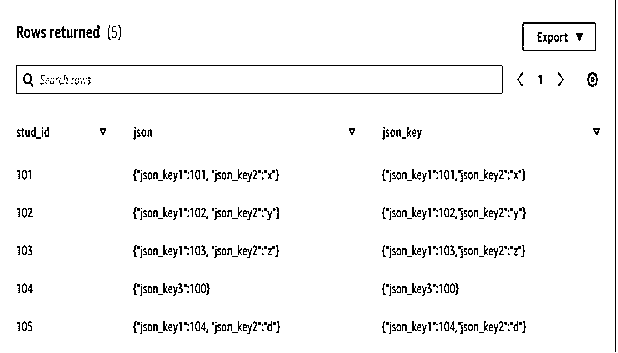 Rows returned (5)
Export
Search rows
1
stud_id json json_key
101 {"json_key1":101, "json_key2":"x"} {"json_key1":101,"json_key2":"x"}
102 {"json_key1":102, "json_key2":"y"} {"json_key1":102,"json_key2":"y"}
103 {"json_key1":103, "json_key2":"z"} {"json_key1":103,"json_key2":"z"}
104 {"json_key3":100} {"json_key3":100}
105 {"json_key1":104, "json_key2":"d"} {"json_key1":104,"json_key2":"d"}